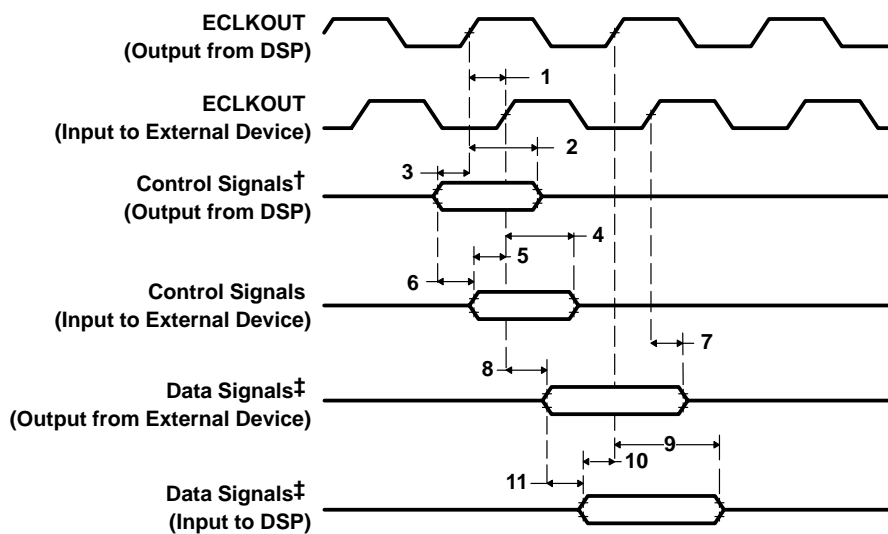 ECLKOUT
(Output from DSP)
1
ECLKOUT
(Input to External Device)
2
3
Control Signals†
(Output from DSP)
4
5
6
Control Signals
(Input to External Device)
7
8
Data Signals‡
(Output from External Device)
9
10
11
Data Signals‡
(Input to DSP)